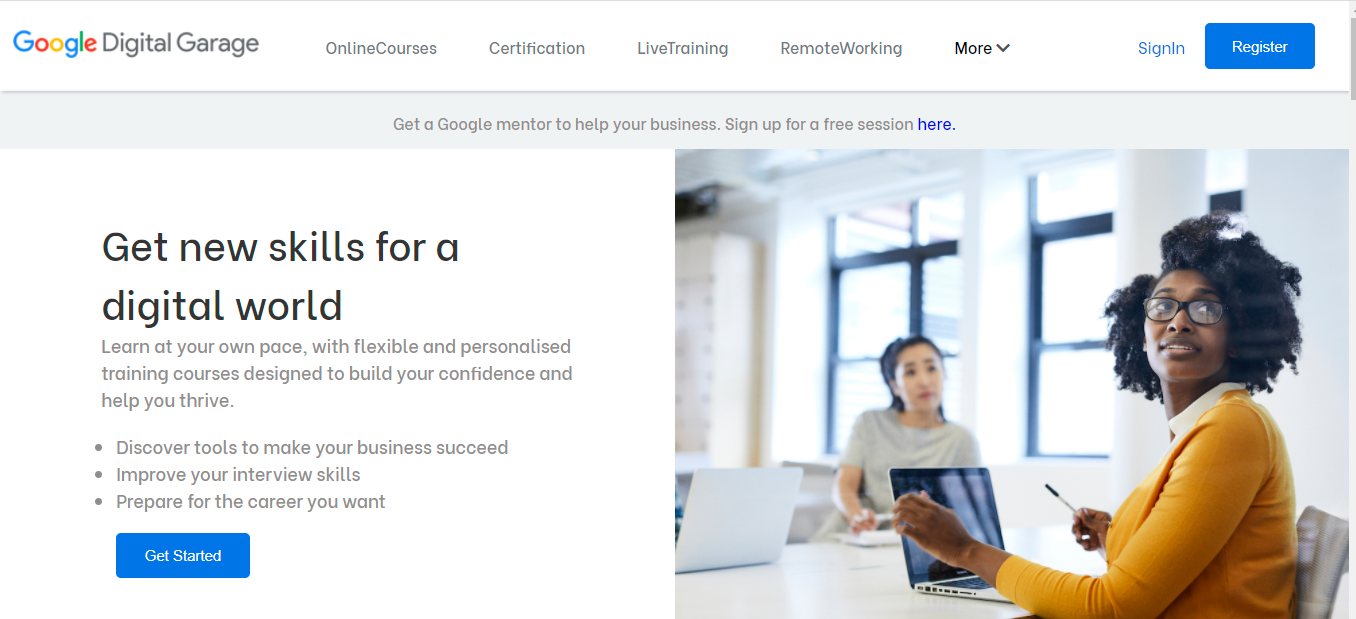 Google Digital Garage
OnlineCourses
Certification
LiveTraining
RemoteWorking
More
SignIn
Register
Get a Google mentor to help your business. Sign up for a free session here.
Get new skills for a
digital world
Learn at your own pace, with flexible and personalised
training courses designed to build your confidence and
help you thrive.
Discover tools to make your business succeed
Improve your interview skills
Prepare for the career you want
Get Started